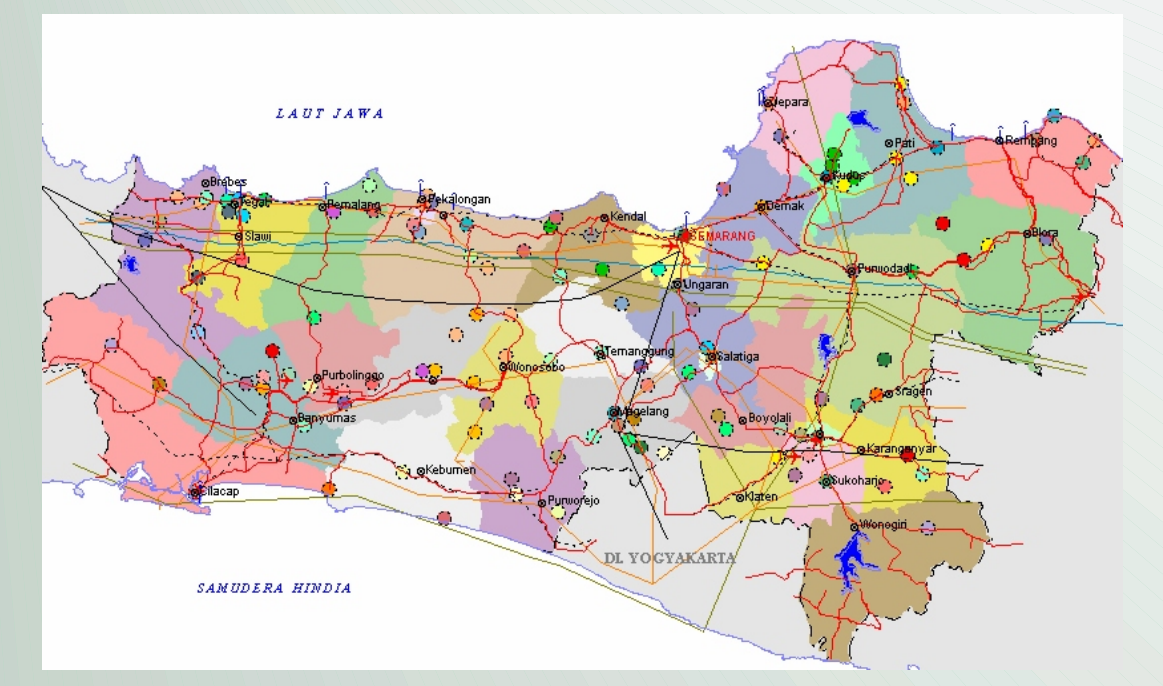 LAUT JAWA
Jepara
Pati
Rembang
Brebes
Tegal
Pemalang
Pekalongan
Kudus
Kendal
Demak
Slawi
SEMARANG
Blora
Purwodadi
Ungaran
Temanggung
Salatiga
Wonosobo
Purbolinggo
Sragen
Banyumas
Magelang
Boyolali
Karanganyar
Kebumen
Cilacap
Sukoharjo
Klaten
Purworejo
Wonogiri
DI. YOGYAKARTA
SAMUDERA HINDIA